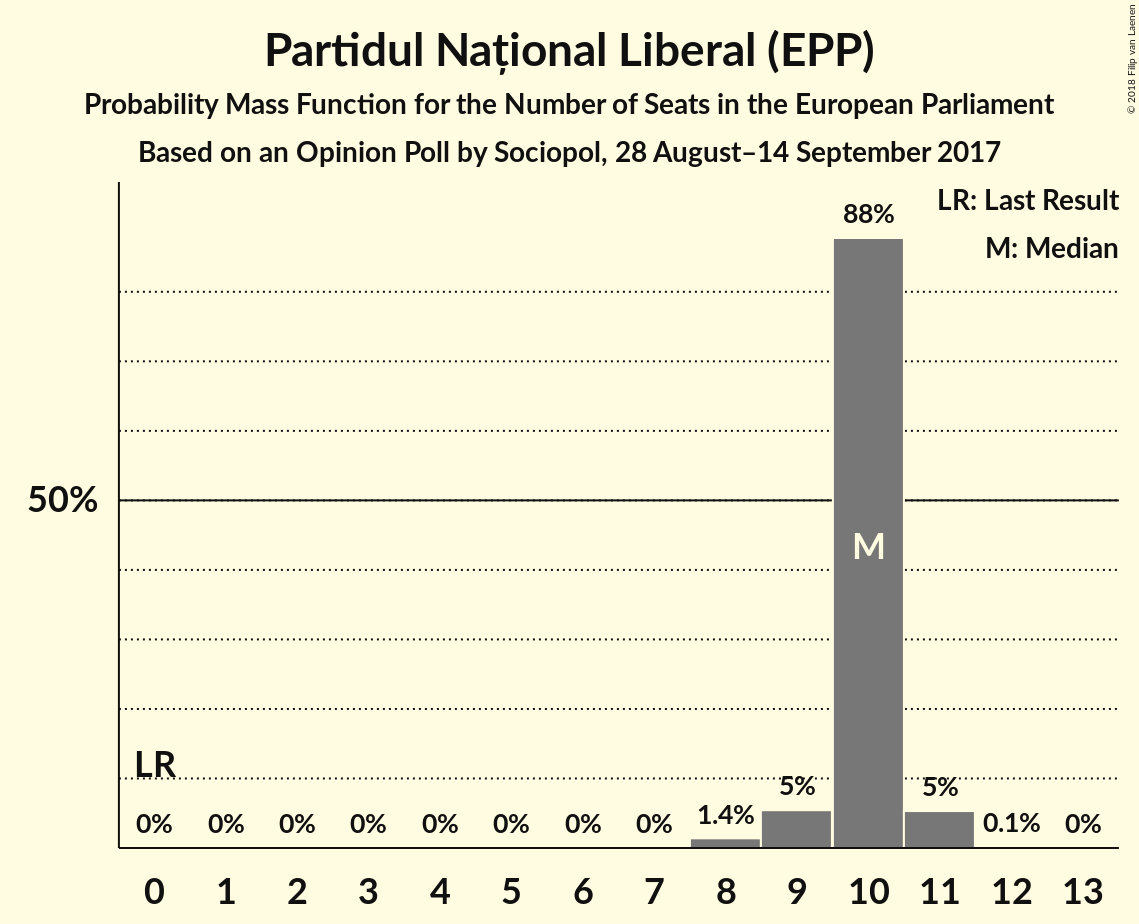 Partidul Național Liberal (EPP)
Probability Mass Function for the Number of Seats in the European Parliament
Based on an Opinion Poll by Sociopol, 28 August–14 September 2017
© 2018 Filip van Laenen
LR: Last Result
M: Median
88%
50%
M
LR
0% 0% 0% 0% 0% 0% 0% 0% 1.4% 5% 5% 0.1% 0%
0 1 2 3 4 5 6 7 8 9 10 11 12 13